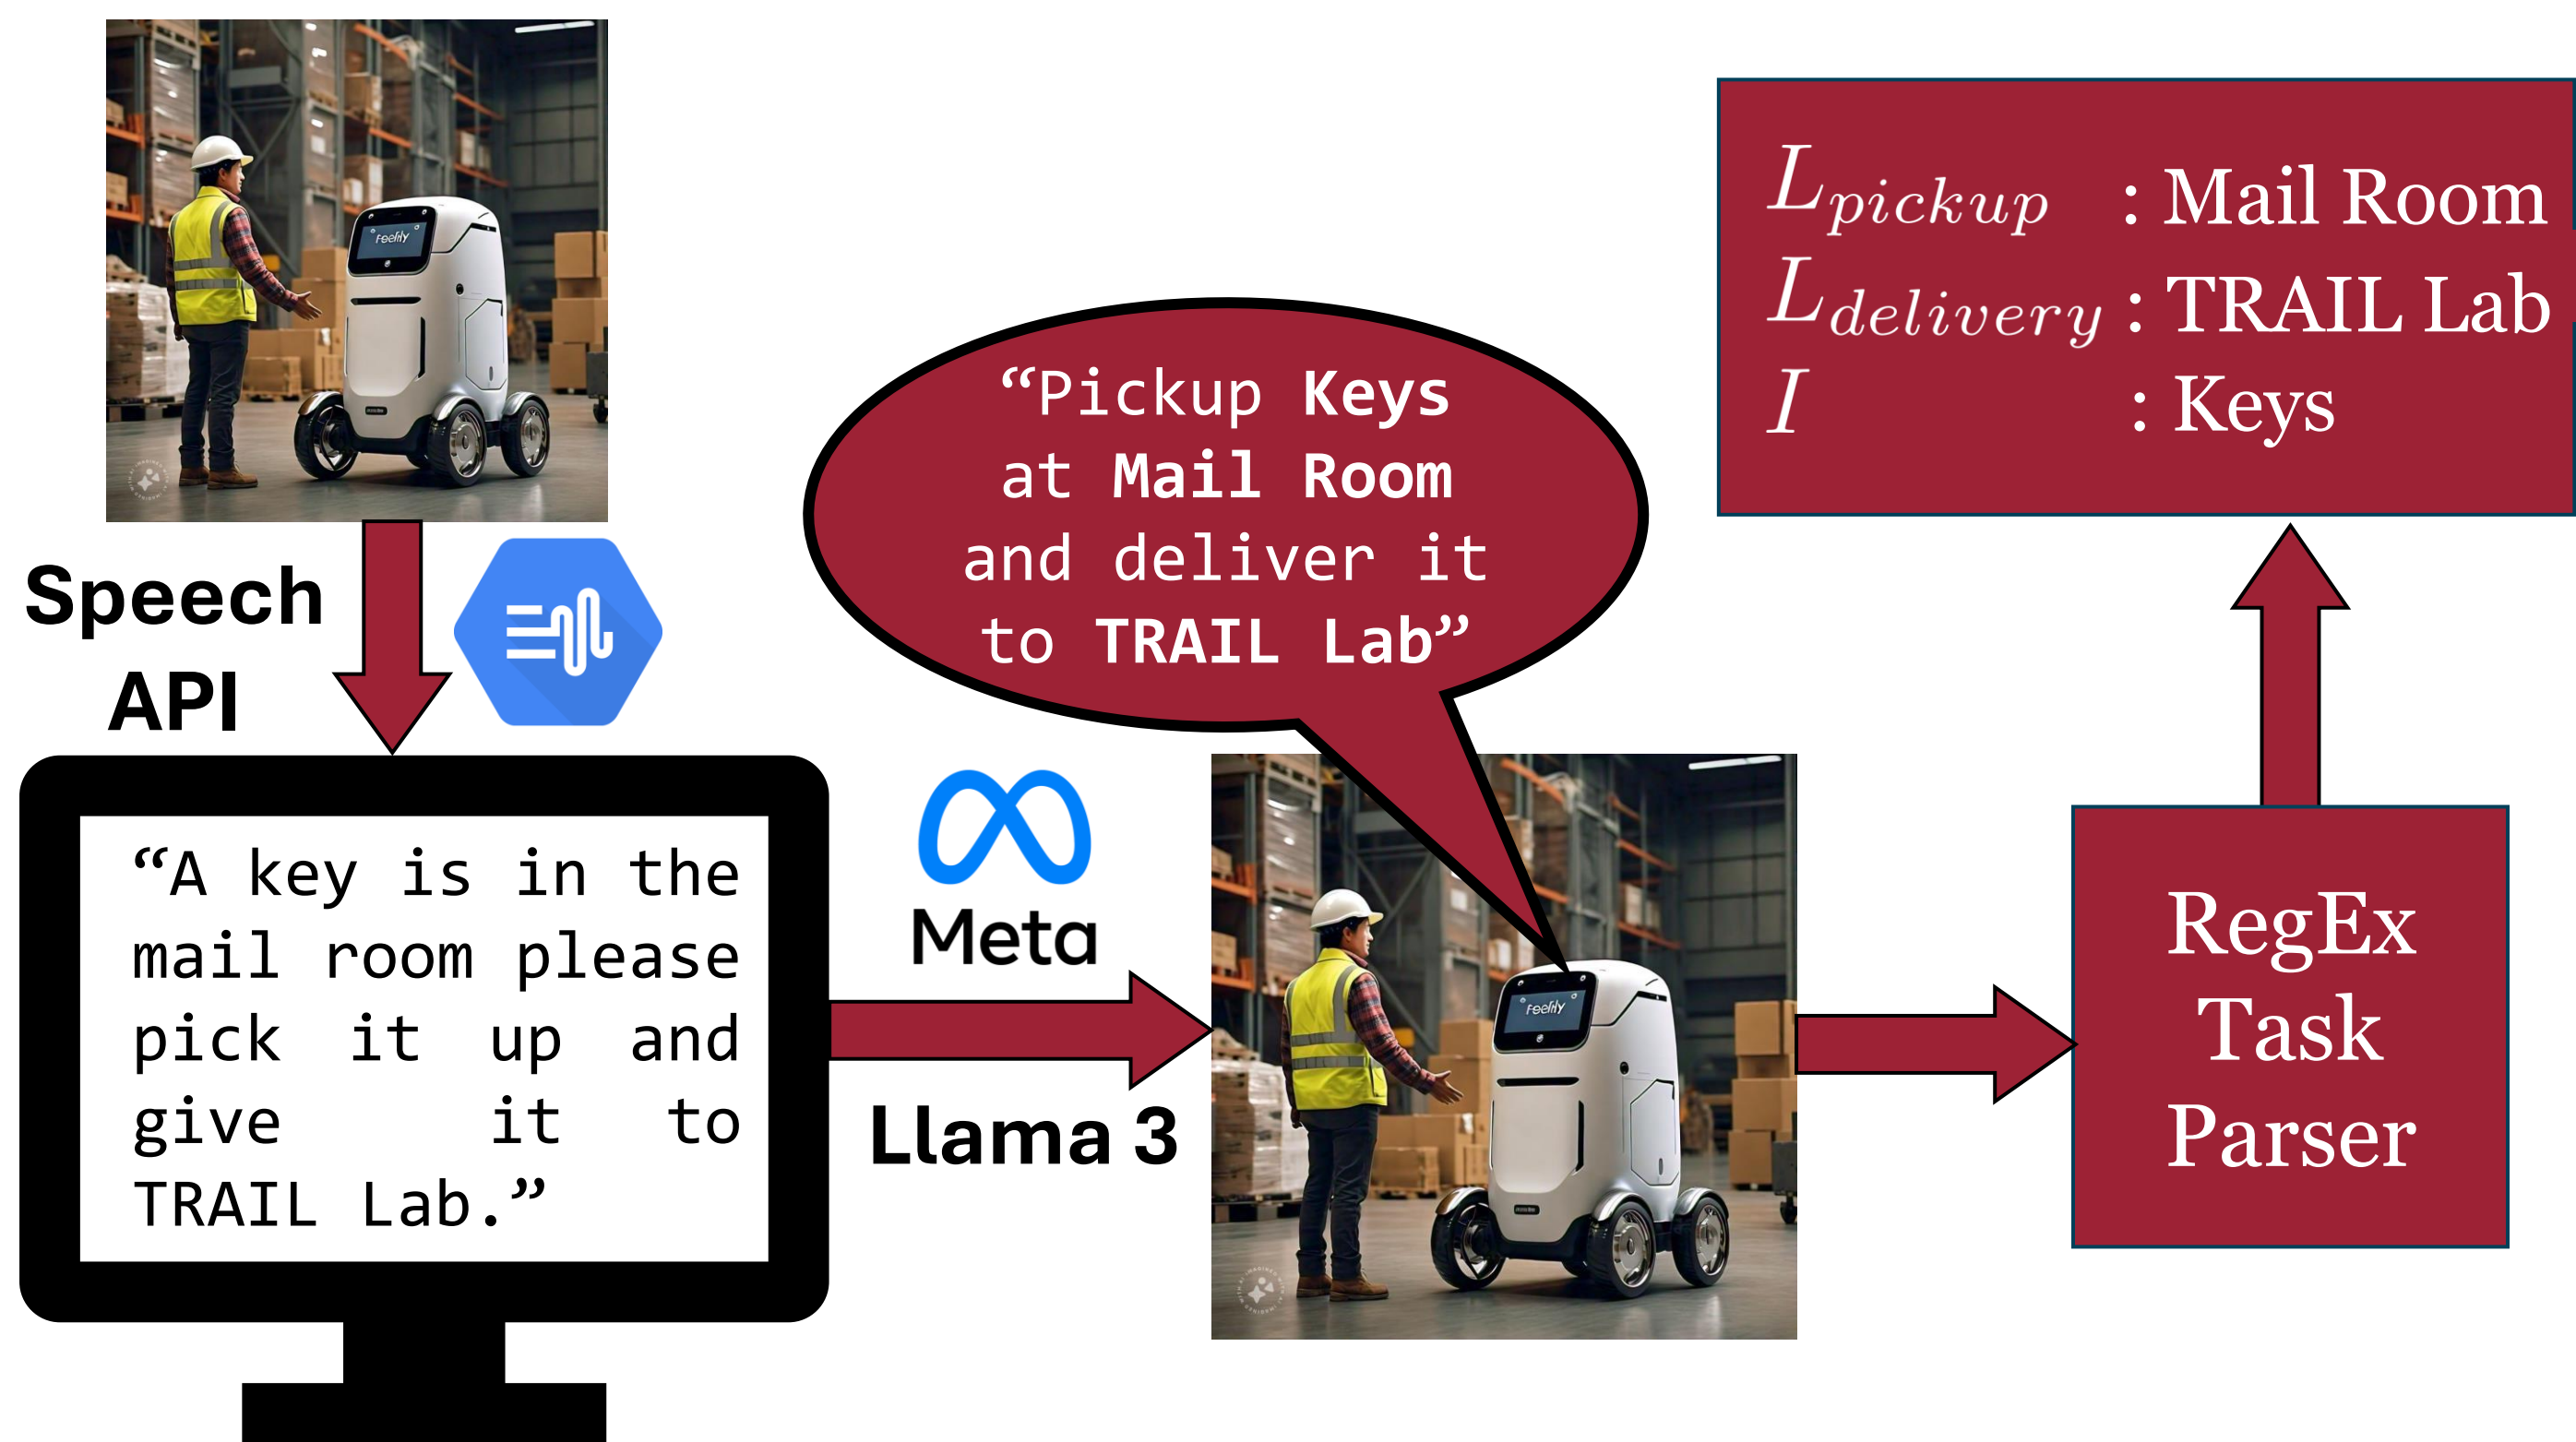 Speech
API
“A key is in the
mail room please
pick it up and
give it to
TRAIL Lab.”
Meta
Llama 3
“Pickup Keys
at Mail Room
and deliver it
to TRAIL Lab”
RegEx
Task
Parser
L_pickup : Mail Room
L_delivery : TRAIL Lab
I : Keys